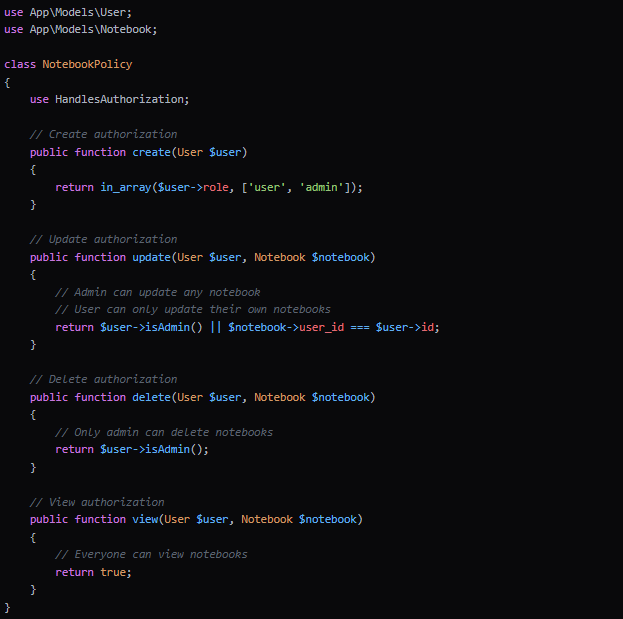 use App\Models\User;
use App\Models\Notebook;

class NotebookPolicy
{
    use HandlesAuthorization;

    // Create authorization
    public function create(User $user)
    {
        return in_array($user->role, ['user', 'admin']);
    }

    // Update authorization
    public function update(User $user, Notebook $notebook)
    {
        // Admin can update any notebook
        // User can only update their own notebooks
        return $user->isAdmin() || $notebook->user_id === $user->id;
    }

    // Delete authorization
    public function delete(User $user, Notebook $notebook)
    {
        // Only admin can delete notebooks
        return $user->isAdmin();
    }

    // View authorization
    public function view(User $user, Notebook $notebook)
    {
        // Everyone can view notebooks
        return true;
    }
}